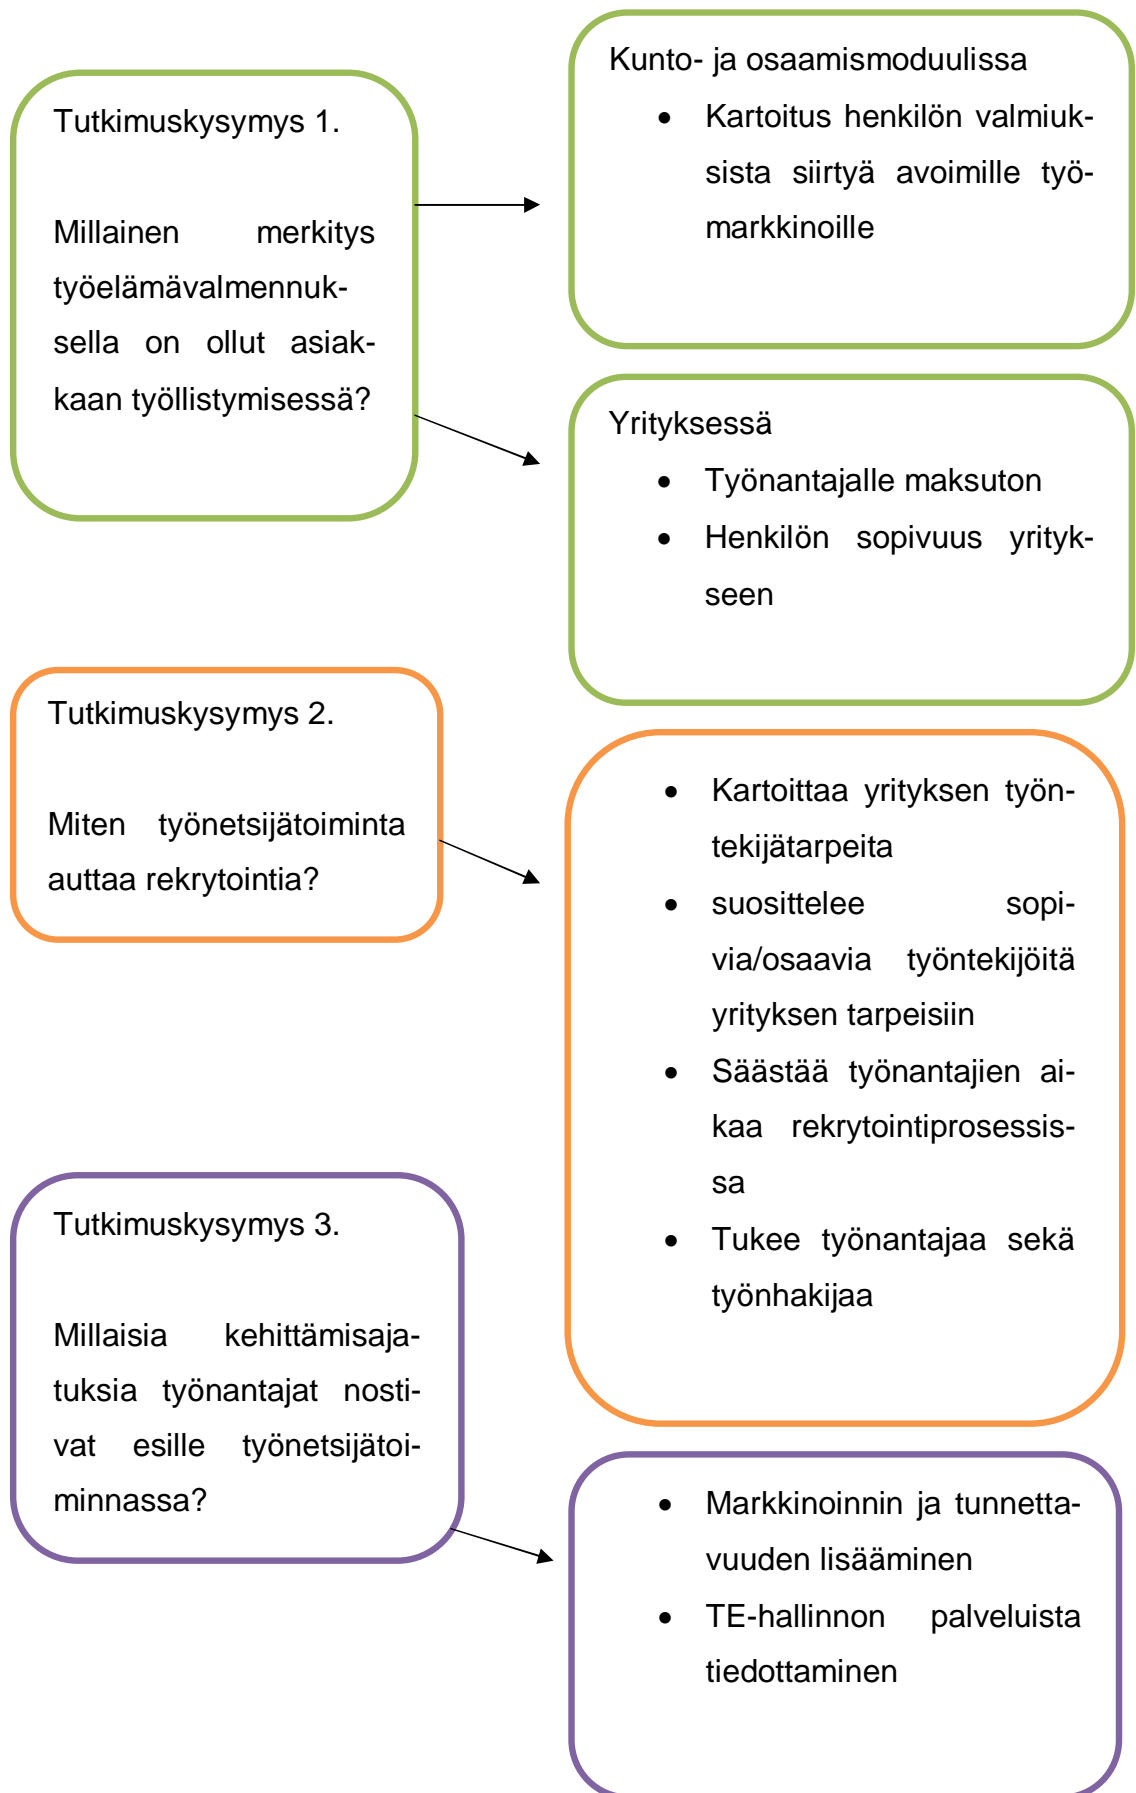 Tutkimuskysymys 1.
Millainen merkitys
työelämävalmennuk-
sella on ollut asiak-
kaan työllistymisessä?
Kunto- ja osaamismoduulissa
• Kartoitus henkilön valmiuk-
sista siirtyä avoimille työ-
markkinoille
Yrityksessä
• Työnantajalle maksuton
• Henkilön sopivuus yrityk-
seen
Tutkimuskysymys 2.
Miten työnetsijätoiminta
auttaa rekrytointia?
• Kartoittaa yrityksen työn-
tekijätarpeita
• suosittelee sopi-
via/osaavia työntekijöitä
yrityksen tarpeisiin
• Säästää työnantajien ai-
kaa rekrytointiprosessis-
sa
• Tukee työnantajaa sekä
työnhakijaa
Tutkimuskysymys 3.
Millaisia kehittämisaja-
tuksia työnantajat nosti-
vat esille työnetsijätoi-
minnassa?
• Markkinoinnin ja tunnetta-
vuuden lisääminen
• TE-hallinnon palveluista
tiedottaminen